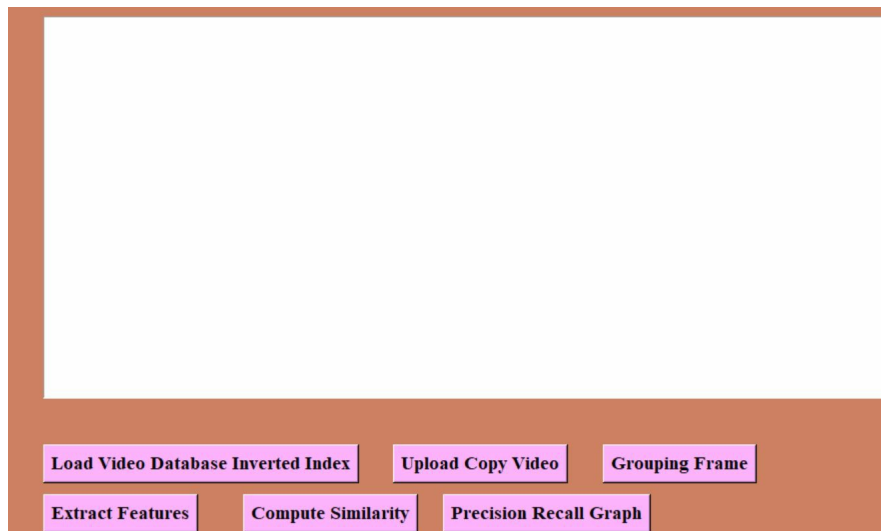 Load Video Database Inverted Index Upload Copy Video Grouping Frame
Extract Features Compute Similarity Precision Recall Graph